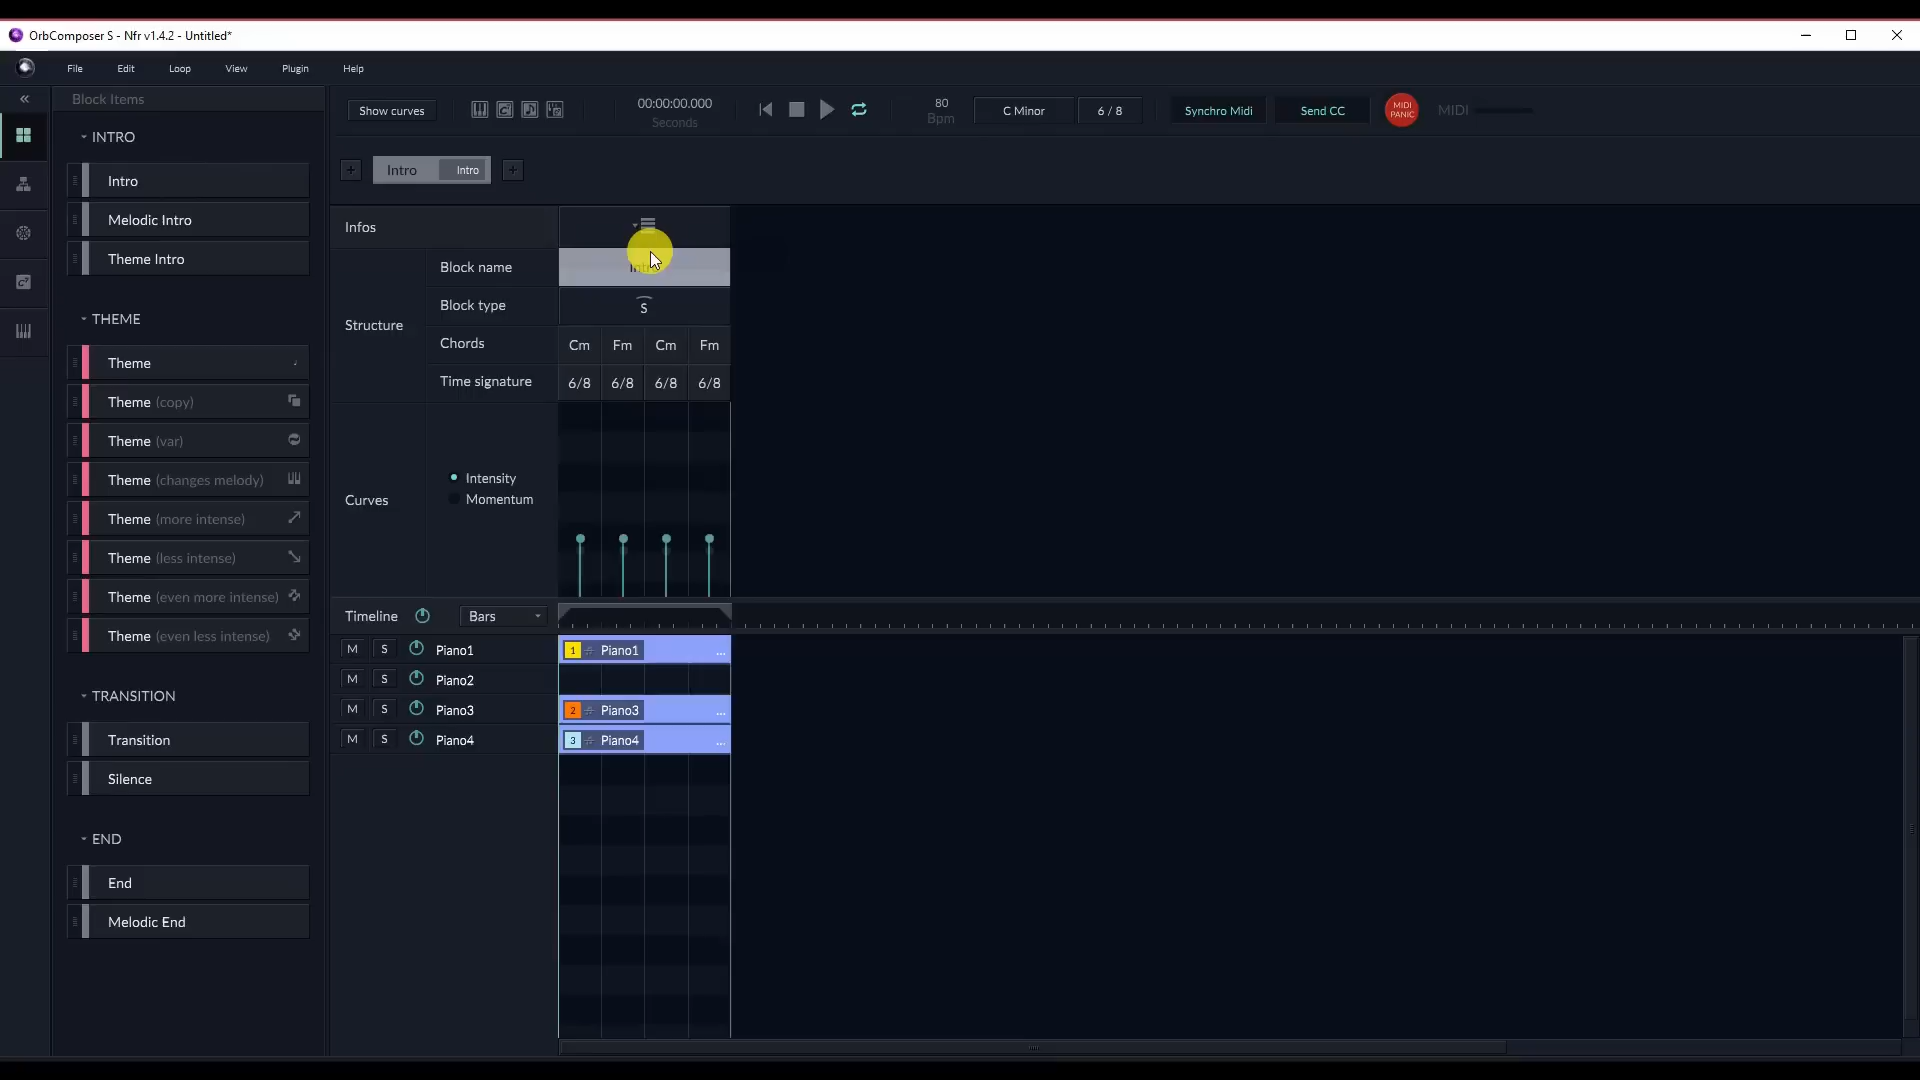 OrbComposer S - Nfr v1.4.2 - Untitled*
File Edit Loop View Plugin Help
Block Items
INTRO
Intro
Melodic Intro
Theme Intro
THEME
Theme
Theme (copy)
Theme (var)
Theme (changes melody)
Theme (more intense)
Theme (less intense)
Theme (even more intense)
Theme (even less intense)
TRANSITION
Transition
Silence
END
End
Melodic End
Show curves
00:00:00.000
Seconds
80
Bpm
C Minor
6 / 8
Synchro Midi
Send CC
MIDI
PANIC
MIDI
+ Intro Intro +
Infos
Structure
Block name
Block type S
Chords Cm Fm Cm Fm
Time signature 6/8 6/8 6/8 6/8
Curves
Intensity
Momentum
Timeline Bars
M S Piano1 1 Piano1 ...
M S Piano2
M S Piano3 2 Piano3 ...
M S Piano4 3 Piano4 ...